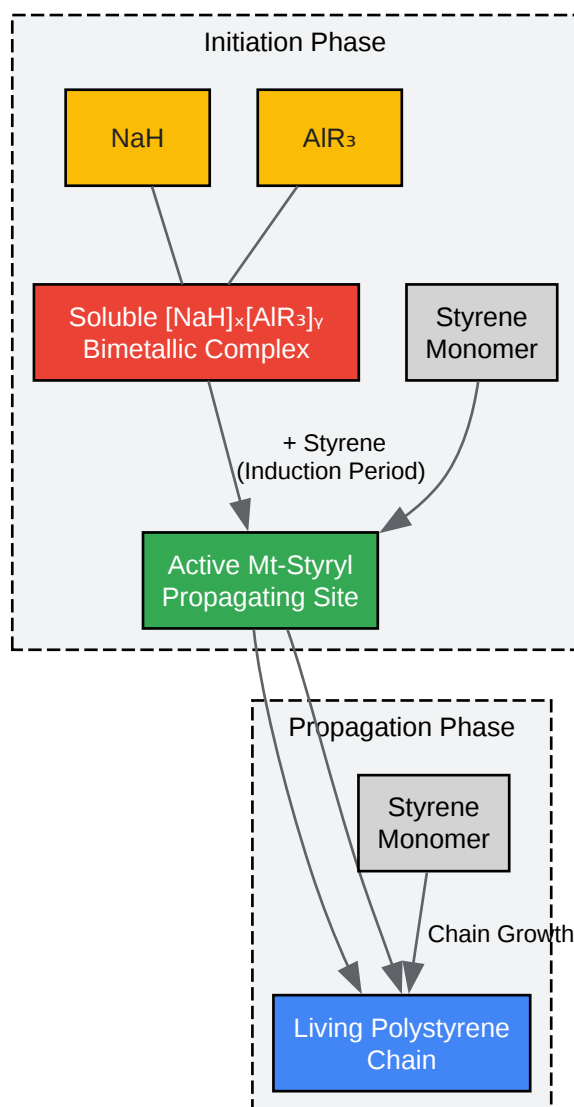 Initiation Phase
NaH
AlR₃
Soluble [NaH]ₓ[AlR₃]ᵧ
Bimetallic Complex
Styrene
Monomer
+ Styrene
(Induction Period)
Active Mt-Styryl
Propagating Site
Propagation Phase
Styrene
Monomer
Chain Growth
Living Polystyrene
Chain